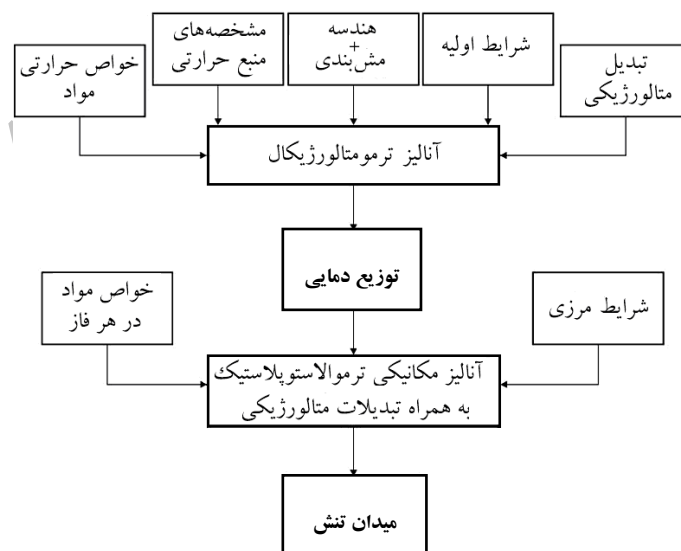 شرایط اولیه
هندسه
+
مش‌بندی
مشخصه‌های
منبع حرارتی
تبدیل
متالورژیکی
خواص حرارتی
مواد
آنالیز ترمومتالورژیکال
توزیع دمایی
شرایط مرزی
خواص مواد
در هر فاز
آنالیز مکانیکی ترموالاستوپلاستیک
به همراه تبدیلات متالورژیکی
میدان تنش